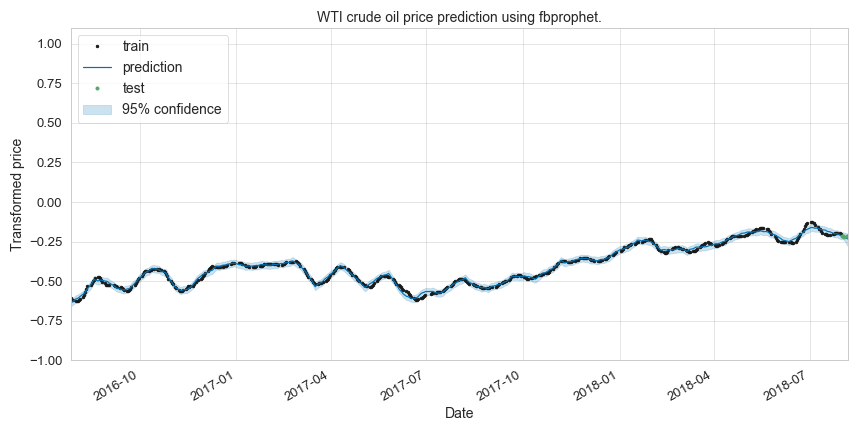 WTI crude oil price prediction using fbprophet.
train
prediction
test
95% confidence
Transformed price
1.00
0.75
0.50
0.25
0.00
−0.25
−0.50
−0.75
−1.00
2016-10
2017-01
2017-04
2017-07
2017-10
2018-01
2018-04
2018-07
Date